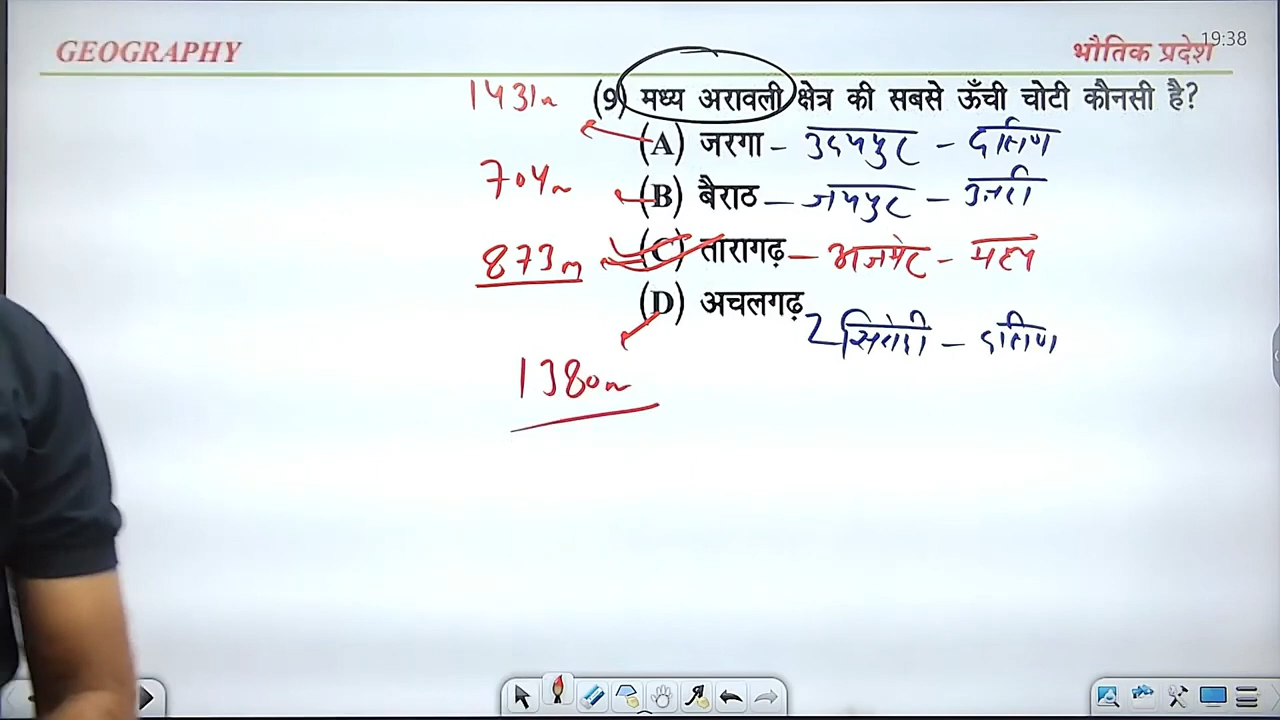 GEOGRAPHY
भौतिक प्रदेश
19:38
1431m (9) मध्य अरावली क्षेत्र की सबसे ऊँची चोटी कौनसी है?
(A) जरगा – उदयपुर – दक्षिण
704m (B) बैराठ – जयपुर – उत्तरी
873m (C) तारागढ़ – अजमेर – मध्य
(D) अचलगढ़
सिरोही – दक्षिण
1380m